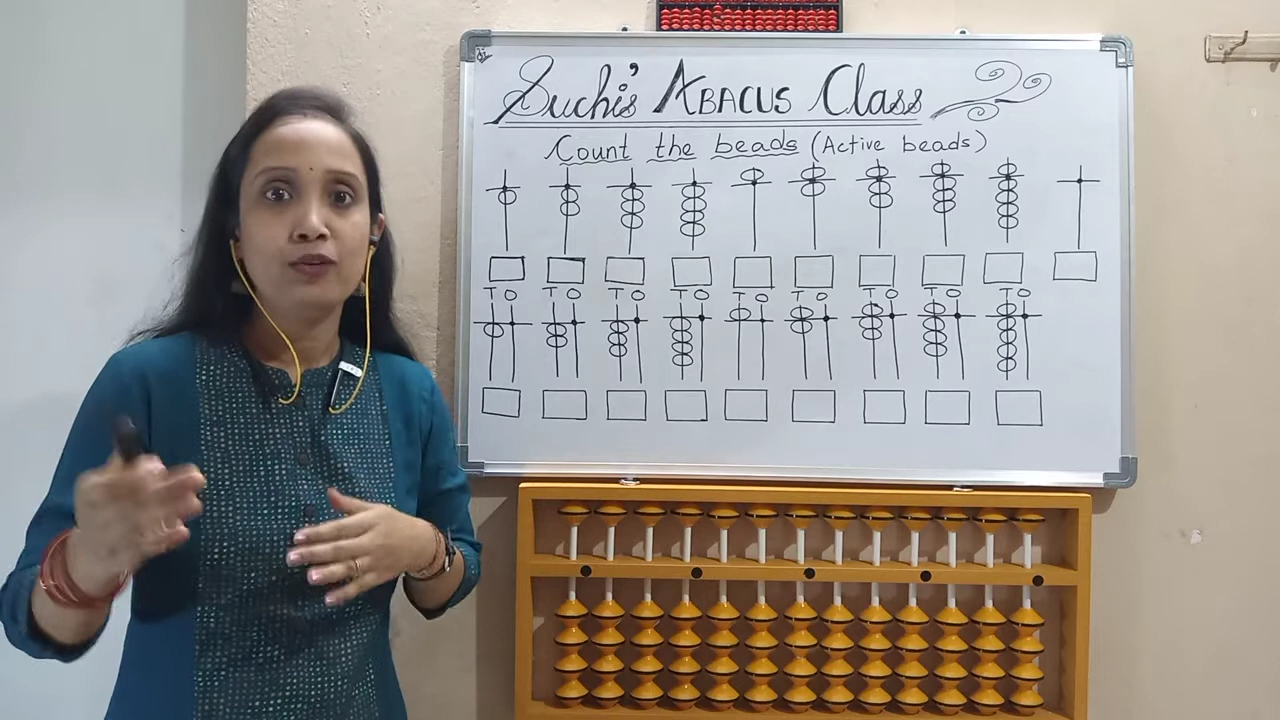 Suchi's ABACUS Class
Count the beads (Active beads)
T O T O T O T O T O T O T O T O T O